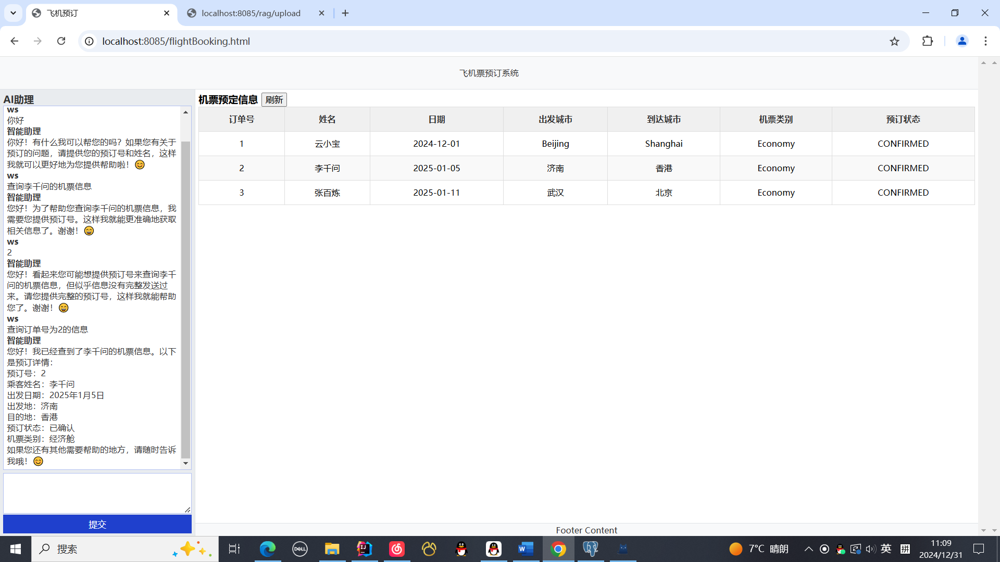 飞机预订
localhost:8085/rag/upload
localhost:8085/flightBooking.html
飞机票预订系统
AI助理
ws
你好
智能助理
你好！有什么我可以帮您的吗？如果您有关于
预订的问题，请提供您的预订号和姓名，这样
我就可以更好地为您提供帮助啦！😊
ws
查询李千问的机票信息
智能助理
您好！为了帮助您查询李千问的机票信息，我
需要您提供预订号。这样我就能更准确地获取
相关信息了。谢谢！😄
ws
2
智能助理
您好！看起来您可能想提供预订号来查询李千
问的机票信息，但似乎信息没有完整发送过
来。请您提供完整的预订号，这样我就能帮助
您了。谢谢！😄
ws
查询订单号为2的信息
智能助理
您好！我已经查到了李千问的机票信息。以下
是预订详情：
预订号：2
乘客姓名：李千问
出发日期：2025年1月5日
出发地：济南
目的地：香港
预订状态：已确认
机票类别：经济舱
如果您还有其他需要帮助的地方，请随时告诉
我哦！😊
提交
机票预定信息 刷新
订单号 姓名 日期 出发城市 到达城市 机票类别 预订状态
1 云小宝 2024-12-01 Beijing Shanghai Economy CONFIRMED
2 李千问 2025-01-05 济南 香港 Economy CONFIRMED
3 张百炼 2025-01-11 武汉 北京 Economy CONFIRMED
Footer Content
搜索
DELL
IJ
W
7°C 晴朗
英
拼
11:09
2024/12/31